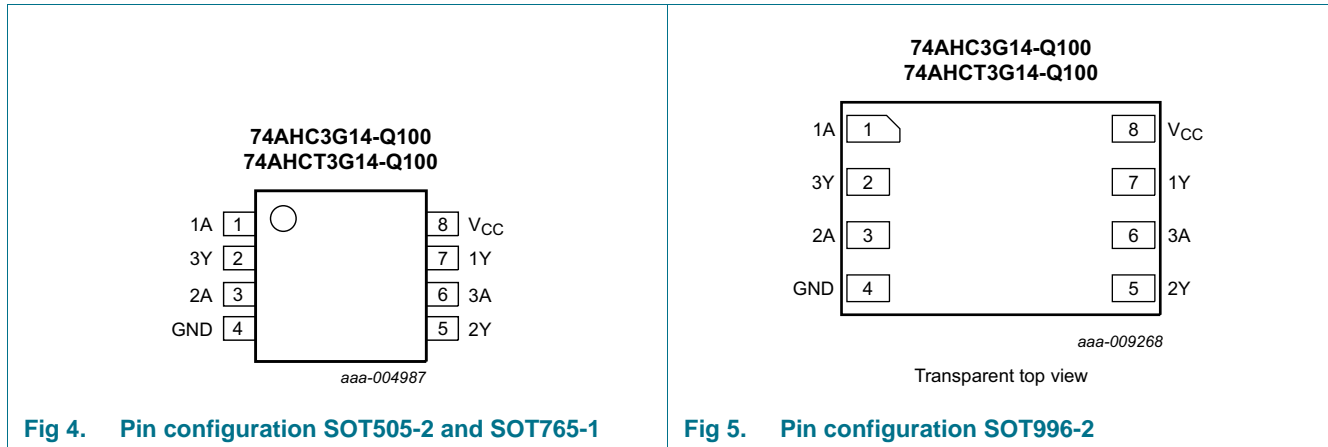 74AHC3G14-Q100
74AHCT3G14-Q100
1A 1 8 VCC
3Y 2 7 1Y
2A 3 6 3A
GND 4 5 2Y
aaa-004987
Fig 4. Pin configuration SOT505-2 and SOT765-1
74AHC3G14-Q100
74AHCT3G14-Q100
1A 1 8 VCC
3Y 2 7 1Y
2A 3 6 3A
GND 4 5 2Y
aaa-009268
Transparent top view
Fig 5. Pin configuration SOT996-2